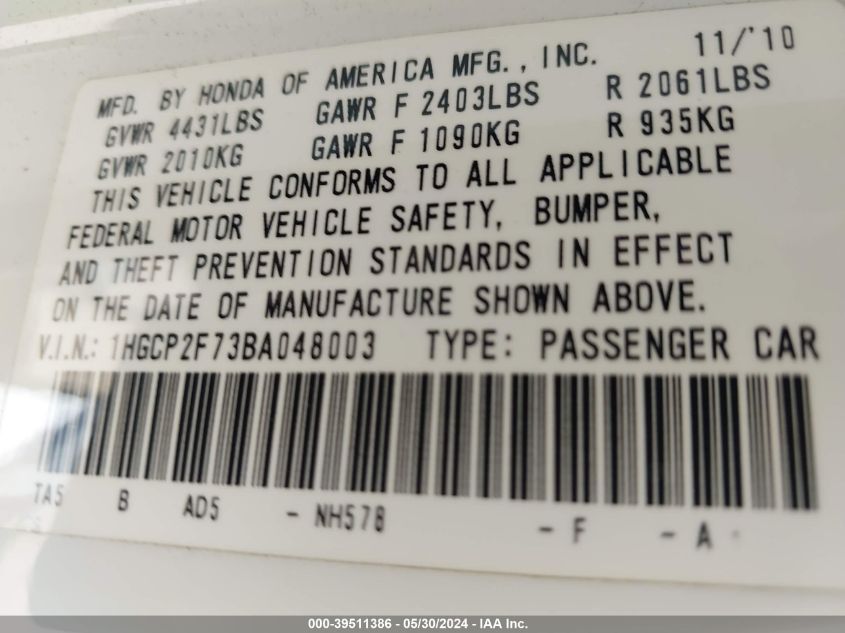 MFD. BY HONDA OF AMERICA MFG., INC. 11/'10
GVWR 4431LBS GAWR F 2403LBS R 2061LBS
GVWR 2010KG GAWR F 1090KG R 935KG
THIS VEHICLE CONFORMS TO ALL APPLICABLE
FEDERAL MOTOR VEHICLE SAFETY, BUMPER,
AND THEFT PREVENTION STANDARDS IN EFFECT
ON THE DATE OF MANUFACTURE SHOWN ABOVE.
V.I.N.: 1HGCP2F73BA048003 TYPE: PASSENGER CAR
TA5 B AD5 - NH578 - F - A
000-39511386 - 05/30/2024 - IAA Inc.